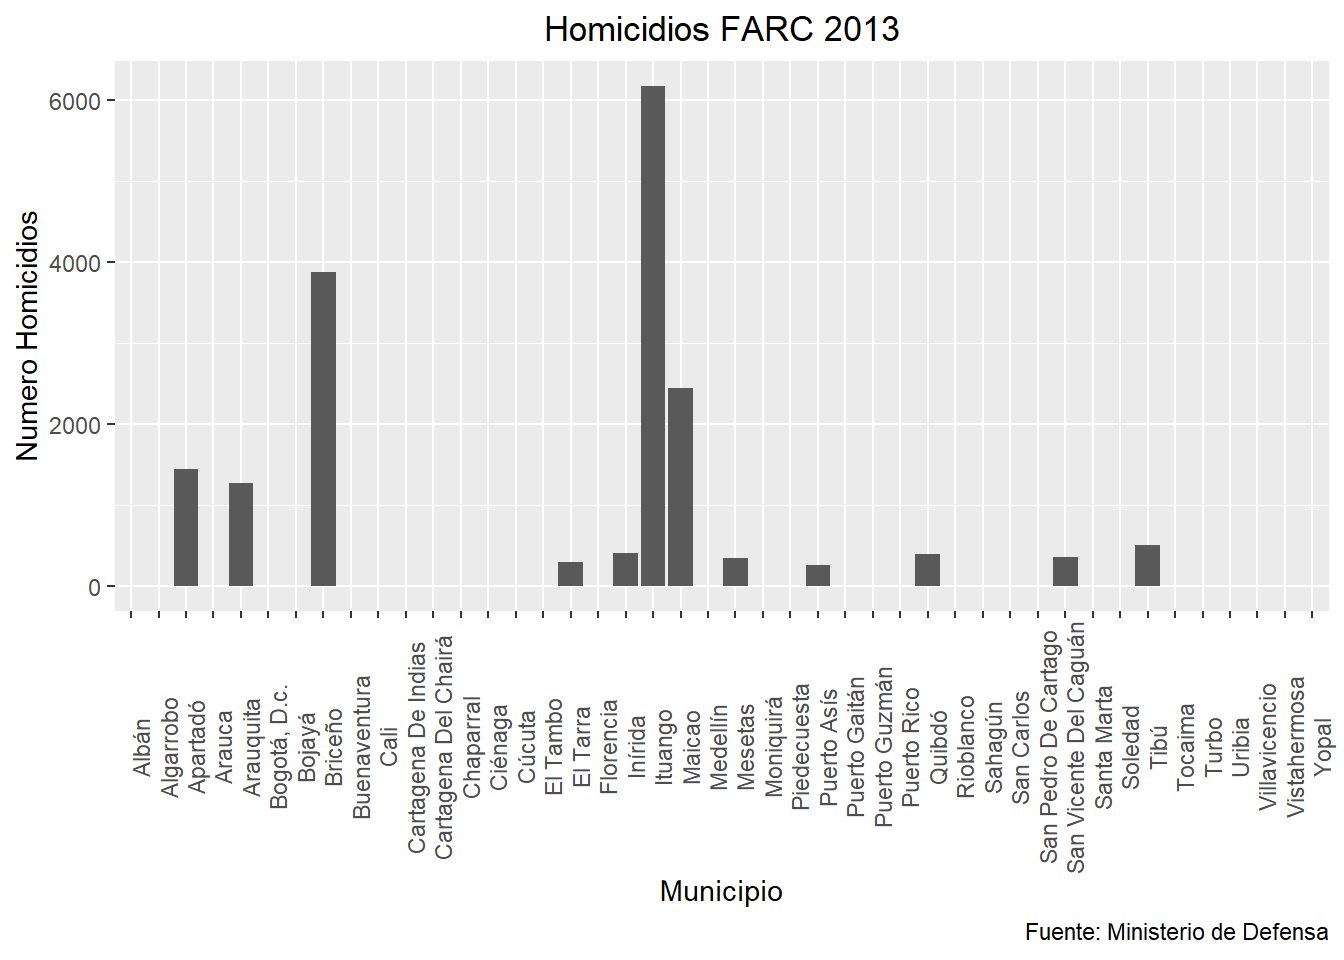 Homicidios FARC 2013
Numero Homicidios
6000
4000
2000
0
Albán
Algarrobo
Apartadó
Arauca
Arauquita
Bogotá, D.c.
Bojayá
Briceño
Buenaventura
Cali
Cartagena De Indias
Cartagena Del Chairá
Chaparral
Ciénaga
Cúcuta
El Tambo
El Tarra
Florencia
Inírida
Ituango
Maicao
Medellín
Mesetas
Moniquirá
Piedecuesta
Puerto Asís
Puerto Gaitán
Puerto Guzmán
Puerto Rico
Quibdó
Rioblanco
Sahagún
San Carlos
San Pedro De Cartago
San Vicente Del Caguán
Santa Marta
Soledad
Tibú
Tocaima
Turbo
Uribia
Villavicencio
Vistahermosa
Yopal
Municipio
Fuente: Ministerio de Defensa